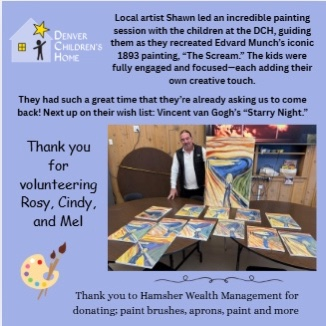 DENVER
CHILDREN'S
HOME
Local artist Shawn led an incredible painting
session with the children at the DCH, guiding
them as they recreated Edvard Munch's iconic
1893 painting, "The Scream." The kids were
fully engaged and focused—each adding their
own creative touch.
They had such a great time that they're already asking us to come
back! Next up on their wish list: Vincent van Gogh's "Starry Night."
Thank you
for
volunteering
Rosy, Cindy,
and Mel
Thank you to Hamsher Wealth Management for
donating; paint brushes, aprons, paint and more